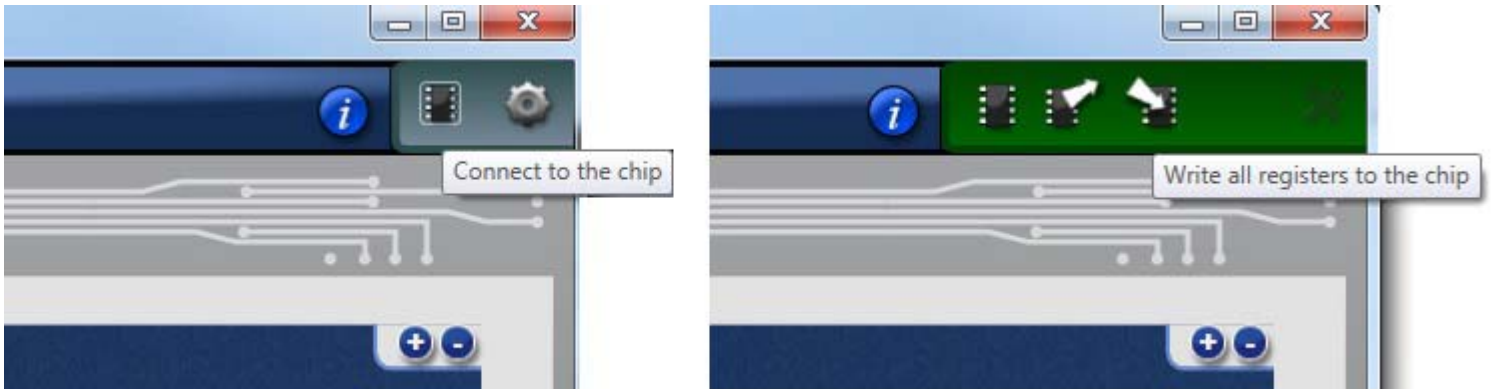 i
i
Connect to the chip
Write all registers to the chip
+ -
+ -